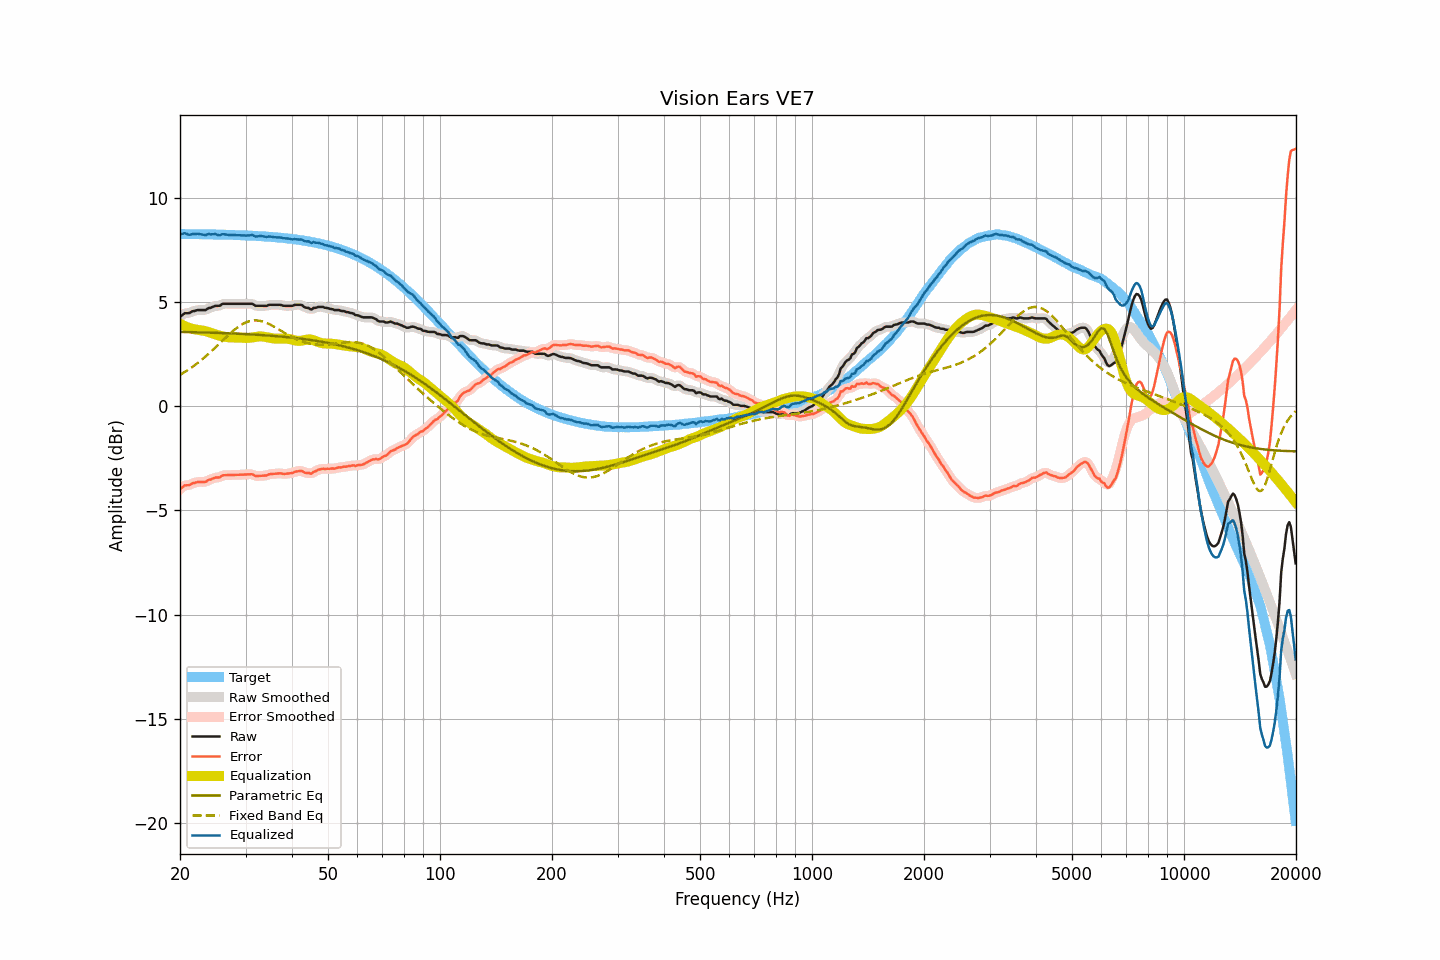 Vision Ears VE7
Amplitude (dBr)
10
5
0
−5
−10
−15
−20
Target
Raw Smoothed
Error Smoothed
Raw
Error
Equalization
Parametric Eq
Fixed Band Eq
Equalized
20 50 100 200 500 1000 2000 5000 10000 20000
Frequency (Hz)